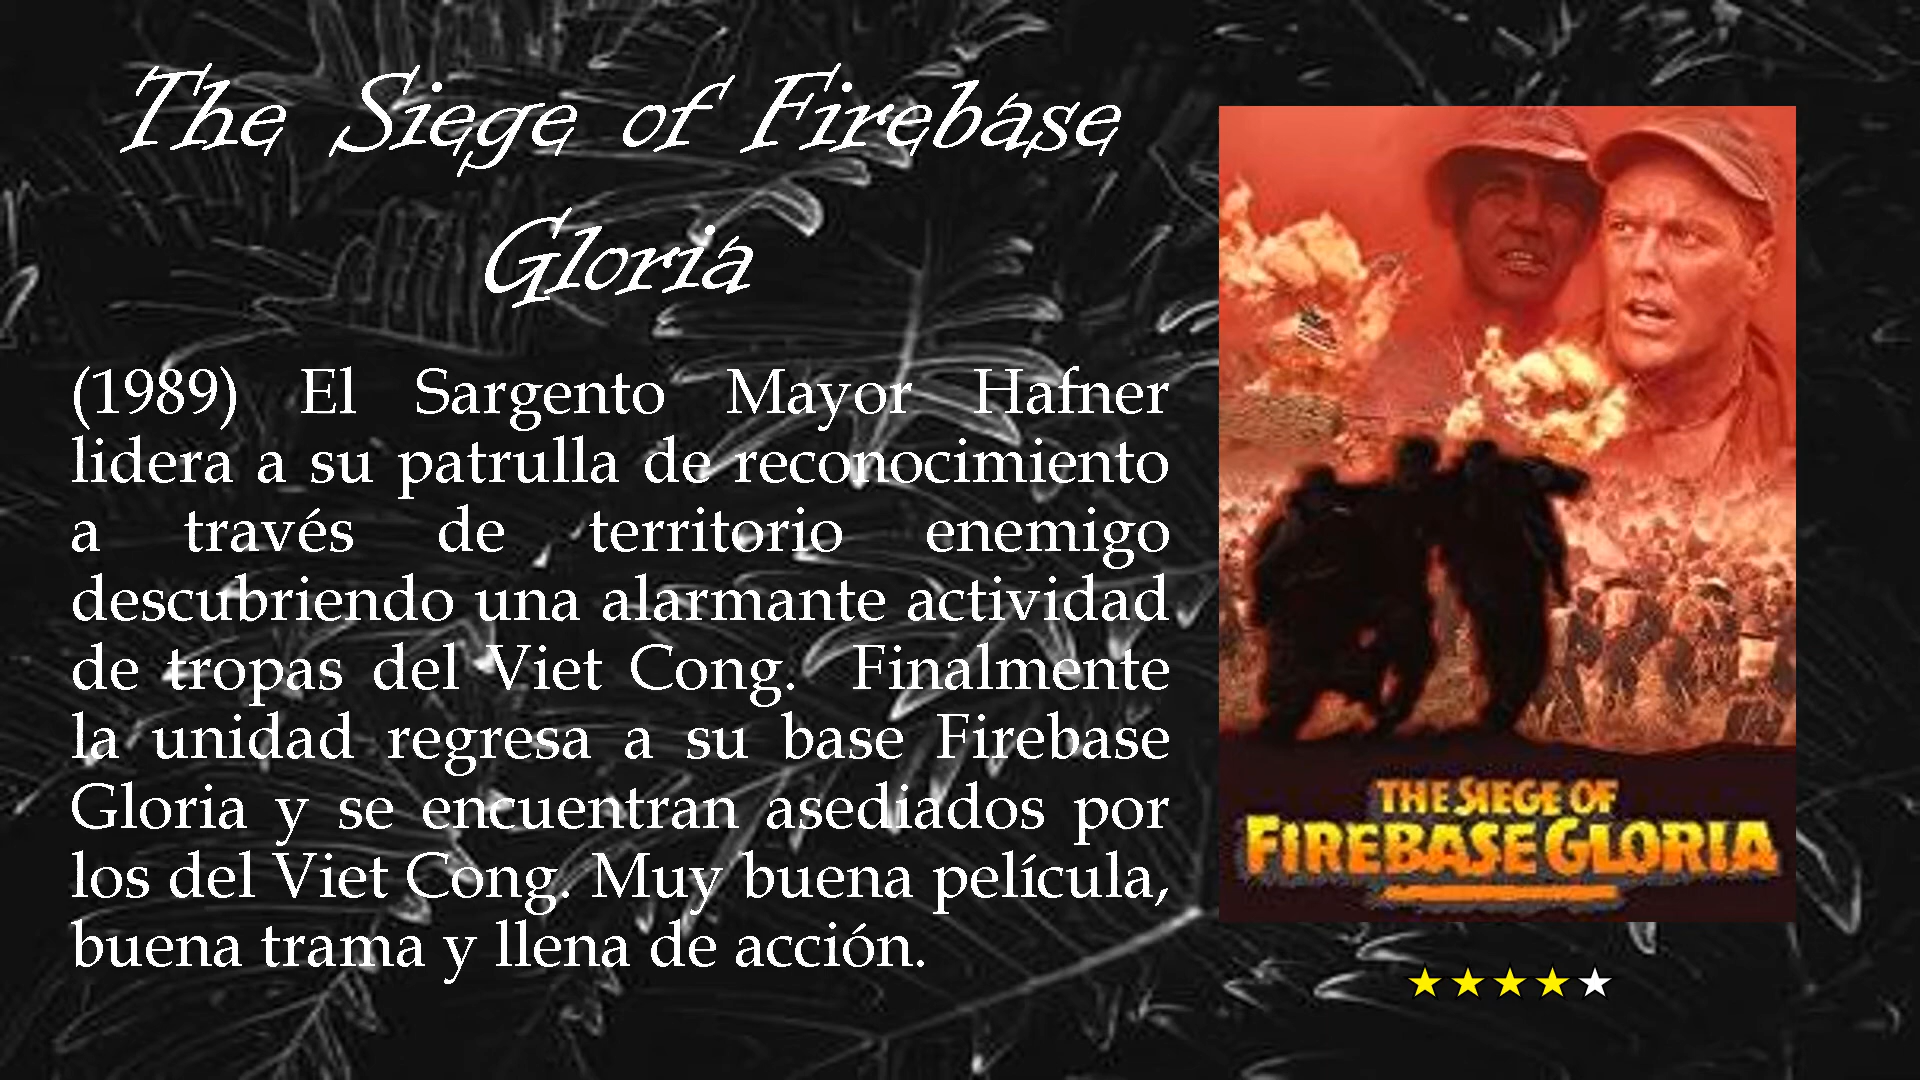 The Siege of Firebase
Gloria
(1989) El Sargento Mayor Hafner
lidera a su patrulla de reconocimiento
a través de territorio enemigo
descubriendo una alarmante actividad
de tropas del Viet Cong. Finalmente
la unidad regresa a su base Firebase
Gloria y se encuentran asediados por
los del Viet Cong. Muy buena película,
buena trama y llena de acción.
THE SIEGE OF
FIREBASE GLORIA